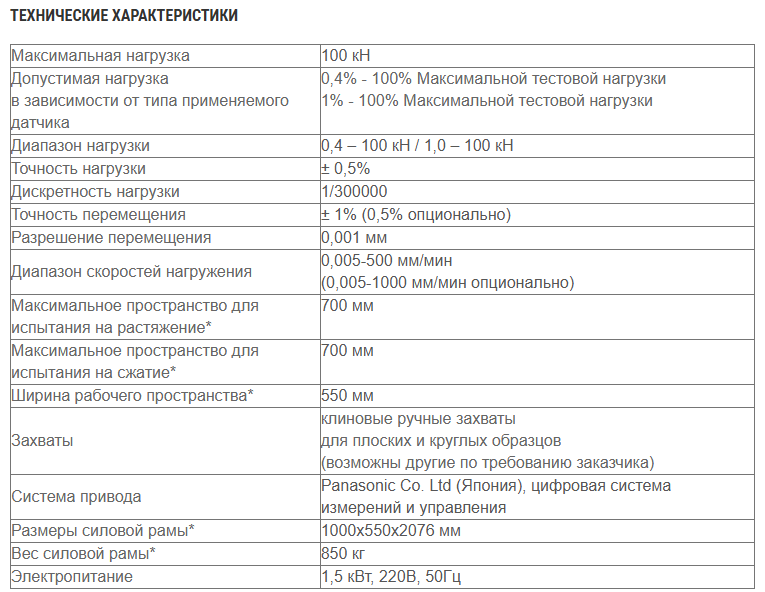 ТЕХНИЧЕСКИЕ ХАРАКТЕРИСТИКИ
Максимальная нагрузка 100 кН
Допустимая нагрузка 0,4% - 100% Максимальной тестовой нагрузки
в зависимости от типа применяемого 1% - 100% Максимальной тестовой нагрузки
датчика
Диапазон нагрузки 0,4 – 100 кН / 1,0 – 100 кН
Точность нагрузки ± 0,5%
Дискретность нагрузки 1/300000
Точность перемещения ± 1% (0,5% опционально)
Разрешение перемещения 0,001 мм
Диапазон скоростей нагружения 0,005-500 мм/мин
(0,005-1000 мм/мин опционально)
Максимальное пространство для 700 мм
испытания на растяжение*
Максимальное пространство для 700 мм
испытания на сжатие*
Ширина рабочего пространства* 550 мм
Захваты клиновые ручные захваты
для плоских и круглых образцов
(возможны другие по требованию заказчика)
Система привода Panasonic Co. Ltd (Япония), цифровая система
измерений и управления
Размеры силовой рамы* 1000х550х2076 мм
Вес силовой рамы* 850 кг
Электропитание 1,5 кВт, 220В, 50Гц